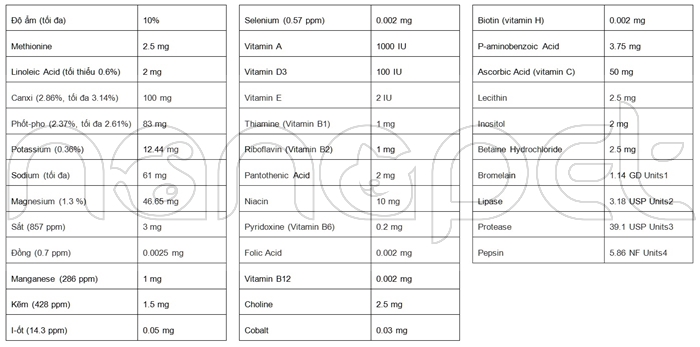 Độ ẩm (tối đa) 10%
Methionine 2.5 mg
Linoleic Acid (tối thiểu 0.6%) 2 mg
Canxi (2.86%, tối đa 3.14%) 100 mg
Phốt-pho (2.37%, tối đa 2.61%) 83 mg
Potassium (0.36%) 12.44 mg
Sodium (tối đa) 61 mg
Magnesium (1.3 %) 46.65 mg
Sắt (857 ppm) 3 mg
Đồng (0.7 ppm) 0.0025 mg
Manganese (286 ppm) 1 mg
Kẽm (428 ppm) 1.5 mg
I-ốt (14.3 ppm) 0.05 mg
Selenium (0.57 ppm) 0.002 mg
Vitamin A 1000 IU
Vitamin D3 100 IU
Vitamin E 2 IU
Thiamine (Vitamin B1) 1 mg
Riboflavin (Vitamin B2) 1 mg
Pantothenic Acid 2 mg
Niacin 10 mg
Pyridoxine (Vitamin B6) 0.2 mg
Folic Acid 0.002 mg
Vitamin B12 0.002 mg
Choline 2.5 mg
Cobalt 0.03 mg
Biotin (vitamin H) 0.002 mg
P-aminobenzoic Acid 3.75 mg
Ascorbic Acid (vitamin C) 50 mg
Lecithin 2.5 mg
Inositol 2 mg
Betaine Hydrochloride 2.5 mg
Bromelain 1.14 GD Units1
Lipase 3.18 USP Units2
Protease 39.1 USP Units3
Pepsin 5.86 NF Units4
nanapet